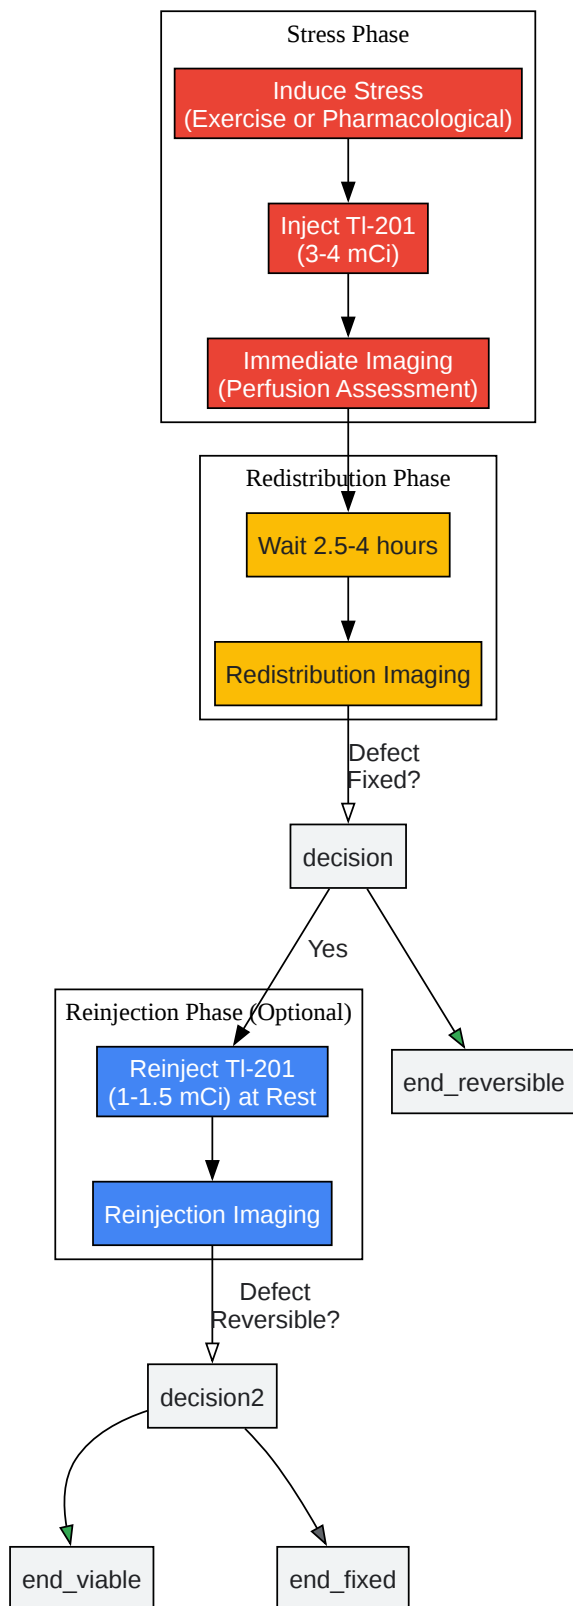 Stress Phase
Induce Stress
(Exercise or Pharmacological)
Inject Tl-201
(3-4 mCi)
Immediate Imaging
(Perfusion Assessment)
Redistribution Phase
Wait 2.5-4 hours
Redistribution Imaging
Defect
Fixed?
decision
Yes
Reinjection Phase (Optional)
Reinject Tl-201
(1-1.5 mCi) at Rest
end_reversible
Reinjection Imaging
Defect
Reversible?
decision2
end_viable
end_fixed